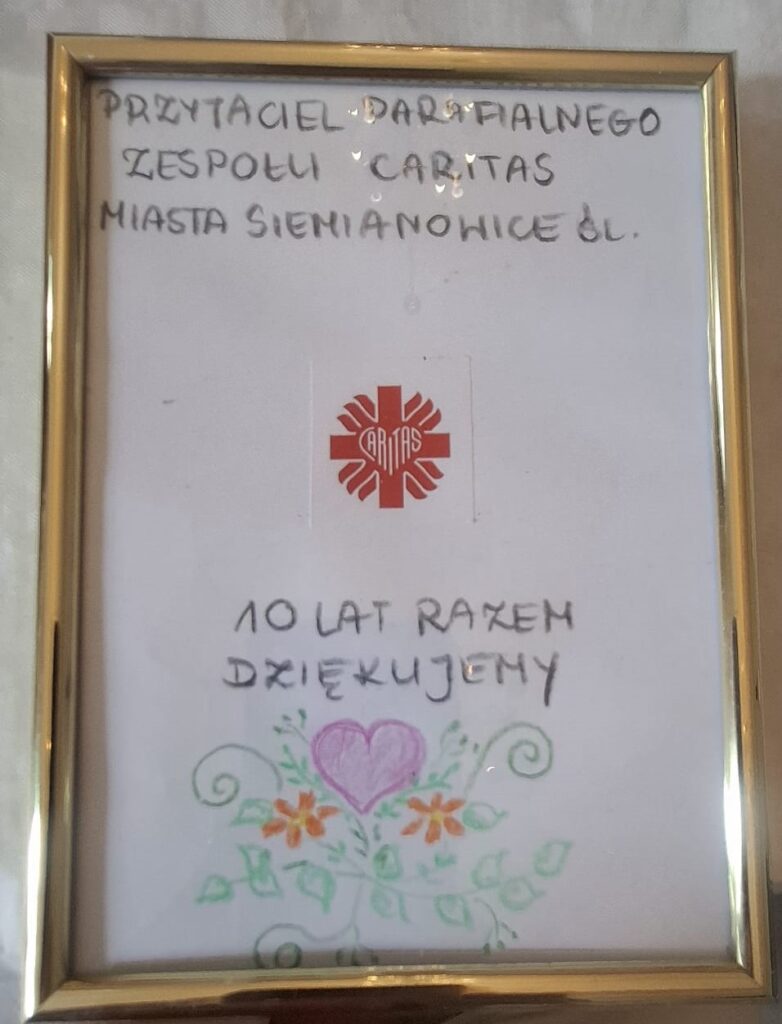 PRZYJACIEL PARAFIALNEGO
ZESPOŁU CARITAS
MIASTA SIEMIANOWICE ŚL.
CARITAS
10 LAT RAZEM
DZIĘKUJEMY